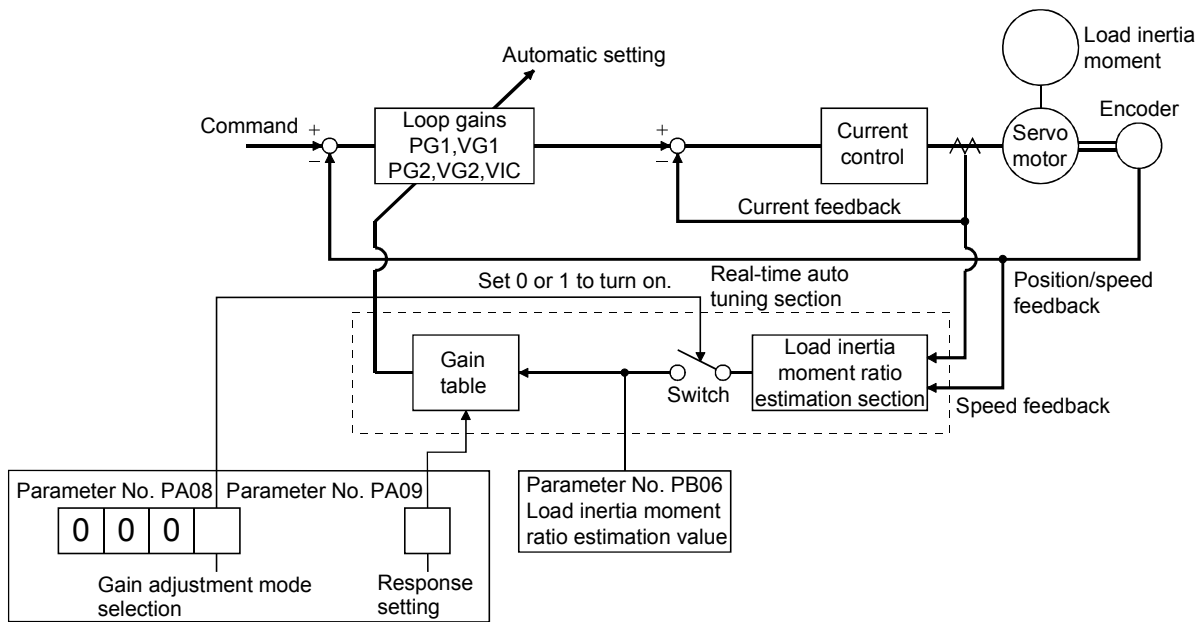 Load inertia
moment
Automatic setting
Command
+
−
Loop gains
PG1,VG1
PG2,VG2,VIC
+
−
Current
control
Servo
motor
Encoder
Current feedback
Set 0 or 1 to turn on.
Real-time auto
tuning section
Position/speed
feedback
Gain
table
Switch
Load inertia
moment ratio
estimation section
Speed feedback
Parameter No. PA08
Parameter No. PA09
0 0 0
Gain adjustment mode
selection
Response
setting
Parameter No. PB06
Load inertia moment
ratio estimation value